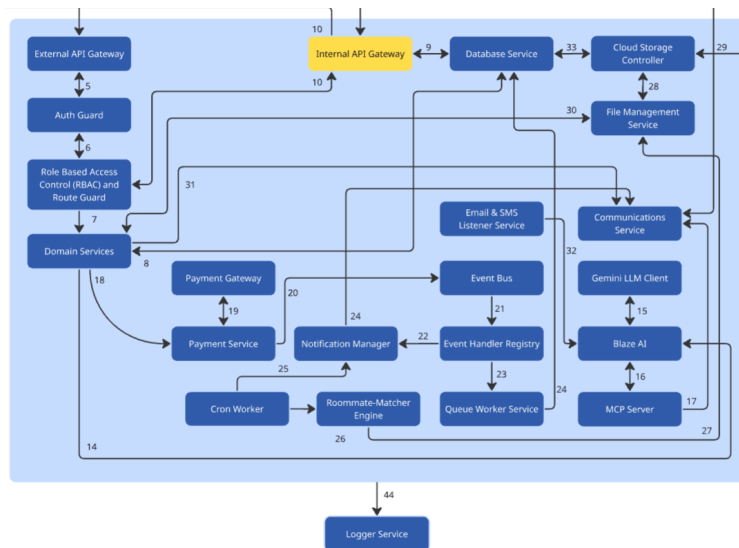 10
External API Gateway
Internal API Gateway
9
Database Service
33
Cloud Storage
Controller
29
5
10
28
Auth Guard
30
File Management
Service
6
Role Based Access
Control (RBAC) and
Route Guard
31
7
Email & SMS
Listener Service
Communications
Service
Domain Services
8
32
18
Payment Gateway
20
Event Bus
Gemini LLM Client
19
24
21
15
Payment Service
Notification Manager
22
Event Handler Registry
Blaze AI
25
23
24
16
Cron Worker
Roommate-Matcher
Engine
Queue Worker Service
MCP Server
17
26
27
14
44
Logger Service